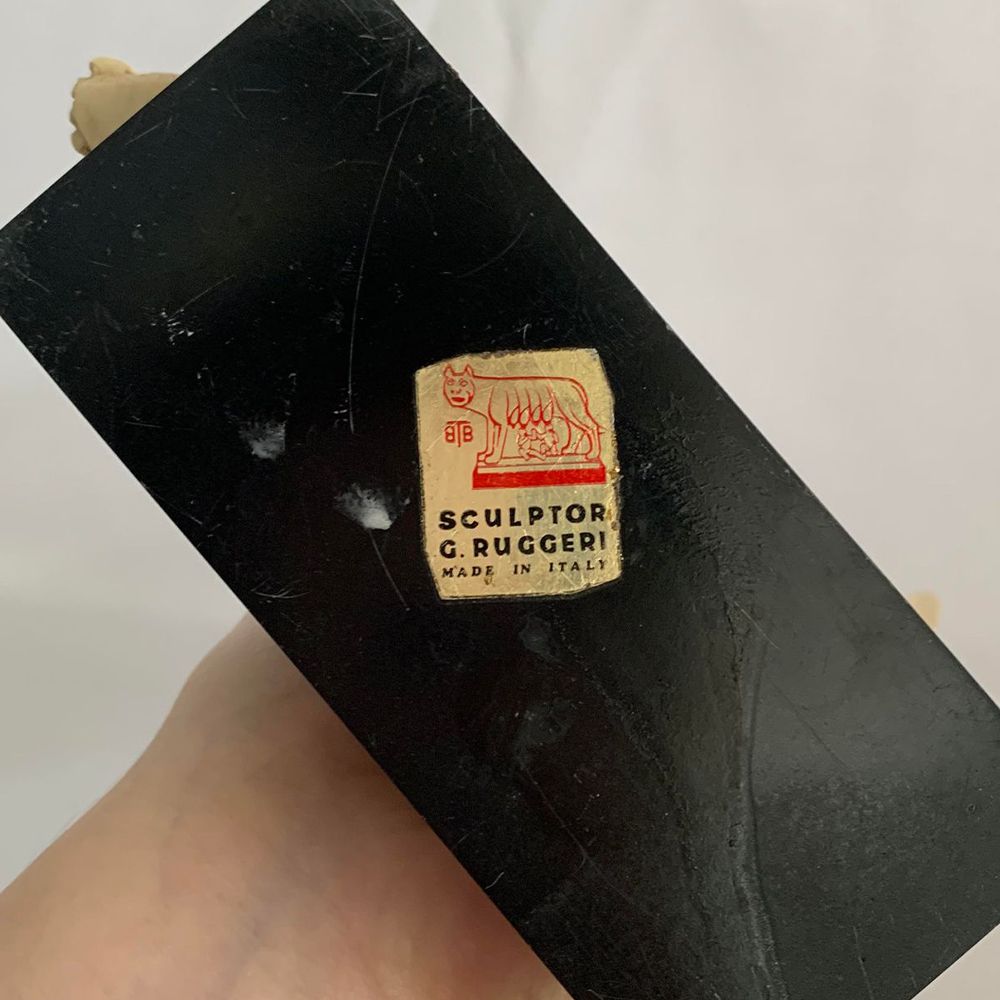 BTB
SCULPTOR
G. RUGGERI
MADE IN ITALY